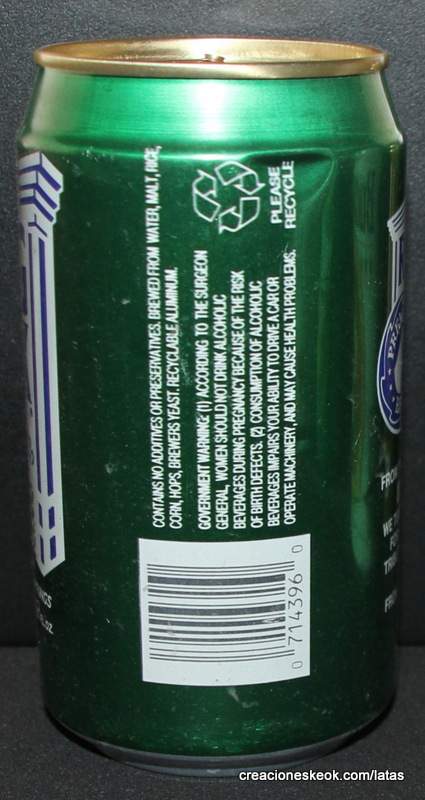 CONTAINS NO ADDITIVES OR PRESERVATIVES. BREWED FROM WATER, MALT, RICE,
CORN, HOPS, BREWERS YEAST. RECYCLABLE ALUMINUM.
GOVERNMENT WARNING: (1) ACCORDING TO THE SURGEON
GENERAL, WOMEN SHOULD NOT DRINK ALCOHOLIC
BEVERAGES DURING PREGNANCY BECAUSE OF THE RISK
OF BIRTH DEFECTS. (2) CONSUMPTION OF ALCOHOLIC
BEVERAGES IMPAIRS YOUR ABILITY TO DRIVE A CAR OR
OPERATE MACHINERY, AND MAY CAUSE HEALTH PROBLEMS.
PLEASE
RECYCLE
0 714396 0
FROM
WE
creacioneskeok.com/latas